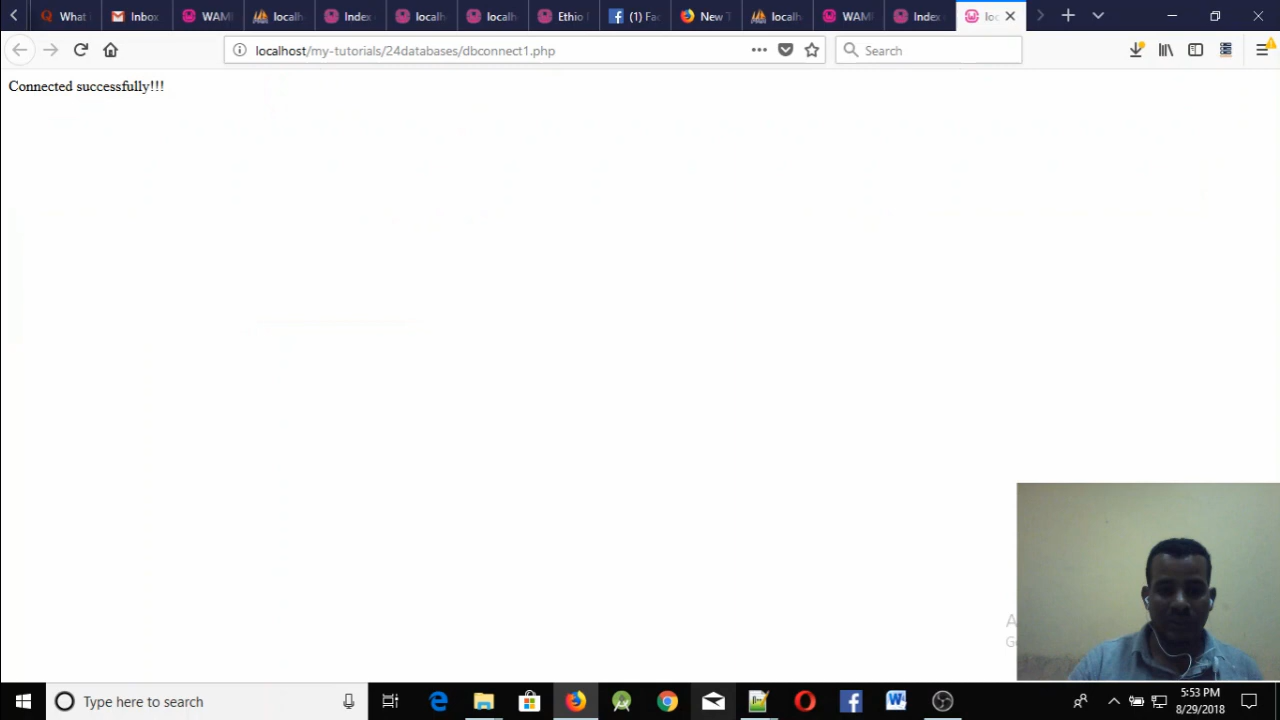 What
Inbox
WAMI
localh
Index
localh
localh
Ethio
(1) Fac
New T
localh
WAMI
Index
loc
localhost/my-tutorials/24databases/dbconnect1.php
Search
Connected successfully!!!
Type here to search
5:53 PM
8/29/2018